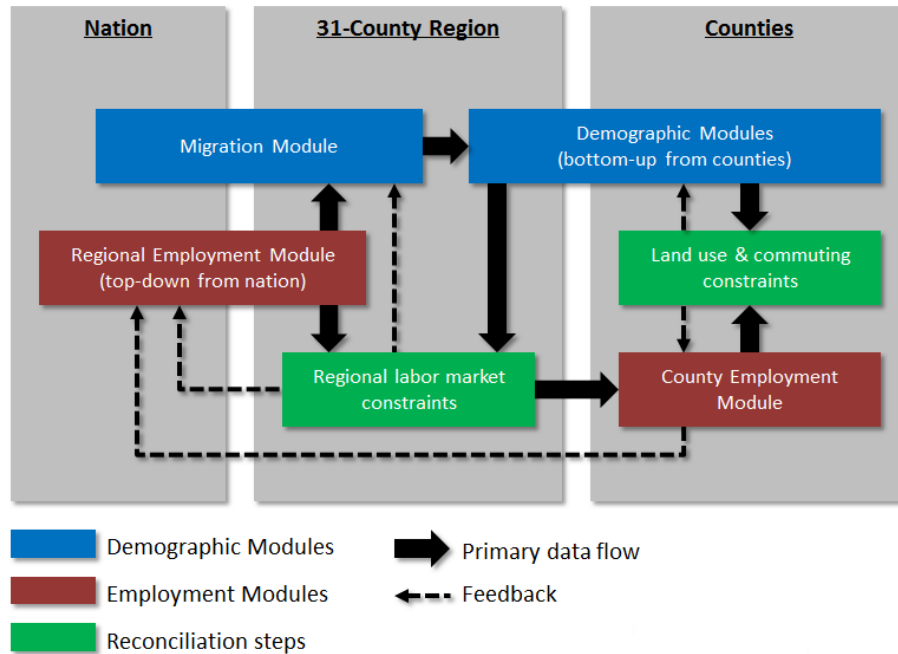 Nation
31-County Region
Counties
Migration Module
Demographic Modules
(bottom-up from counties)
Regional Employment Module
(top-down from nation)
Land use & commuting
constraints
Regional labor market
constraints
County Employment
Module
Demographic Modules
Primary data flow
Employment Modules
Feedback
Reconciliation steps